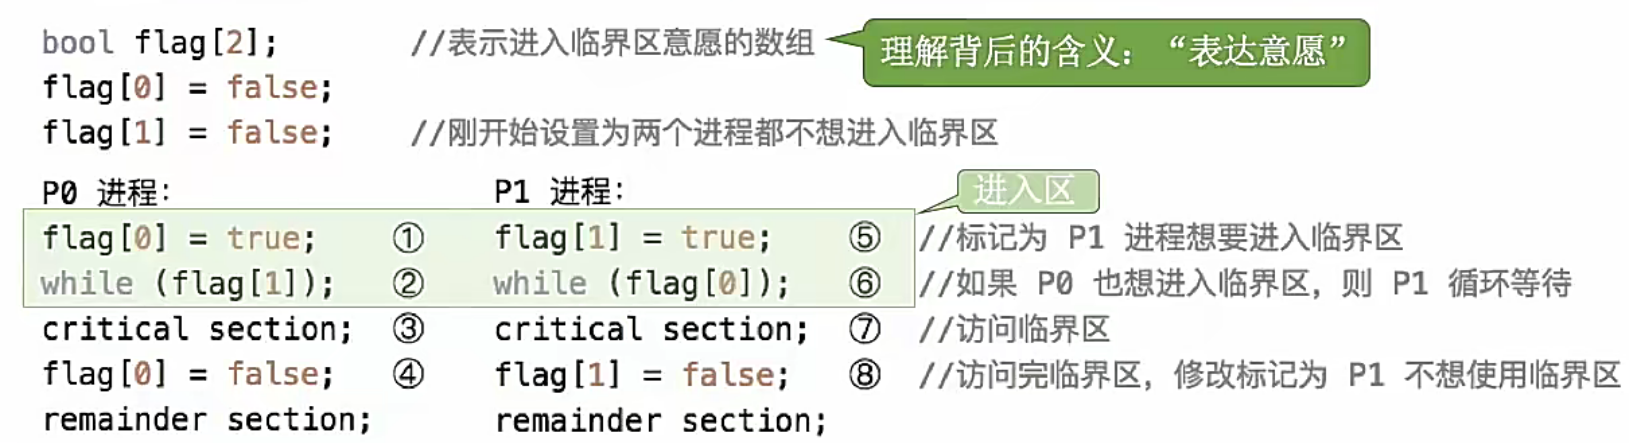 bool flag[2]; //表示进入临界区意愿的数组
理解背后的含义：“表达意愿”
flag[0] = false;
flag[1] = false; //刚开始设置为两个进程都不想进入临界区
P0 进程： P1 进程：
进入区
flag[0] = true; ① flag[1] = true; ⑤ //标记为 P1 进程想要进入临界区
while (flag[1]); ② while (flag[0]); ⑥ //如果 P0 也想进入临界区，则 P1 循环等待
critical section; ③ critical section; ⑦ //访问临界区
flag[0] = false; ④ flag[1] = false; ⑧ //访问完临界区，修改标记为 P1 不想使用临界区
remainder section; remainder section;